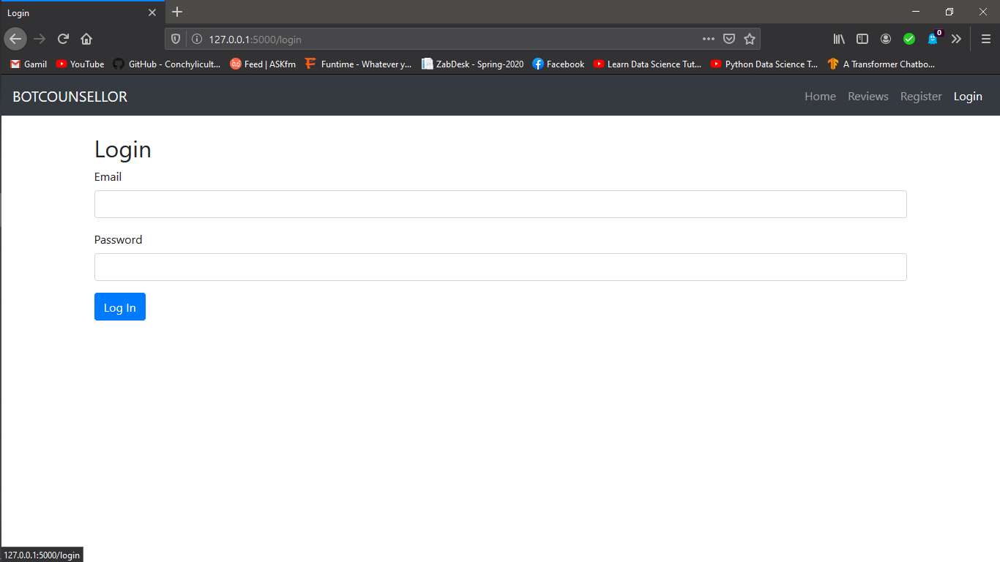 Login
127.0.0.1:5000/login
0
Gamil YouTube GitHub - Conchylicult... Feed | ASKfm Funtime - Whatever y... ZabDesk - Spring-2020 Facebook Learn Data Science Tut... Python Data Science T... A Transformer Chatbo...
BOTCOUNSELLOR Home Reviews Register Login
Login
Email
Password
Log In
127.0.0.1:5000/login